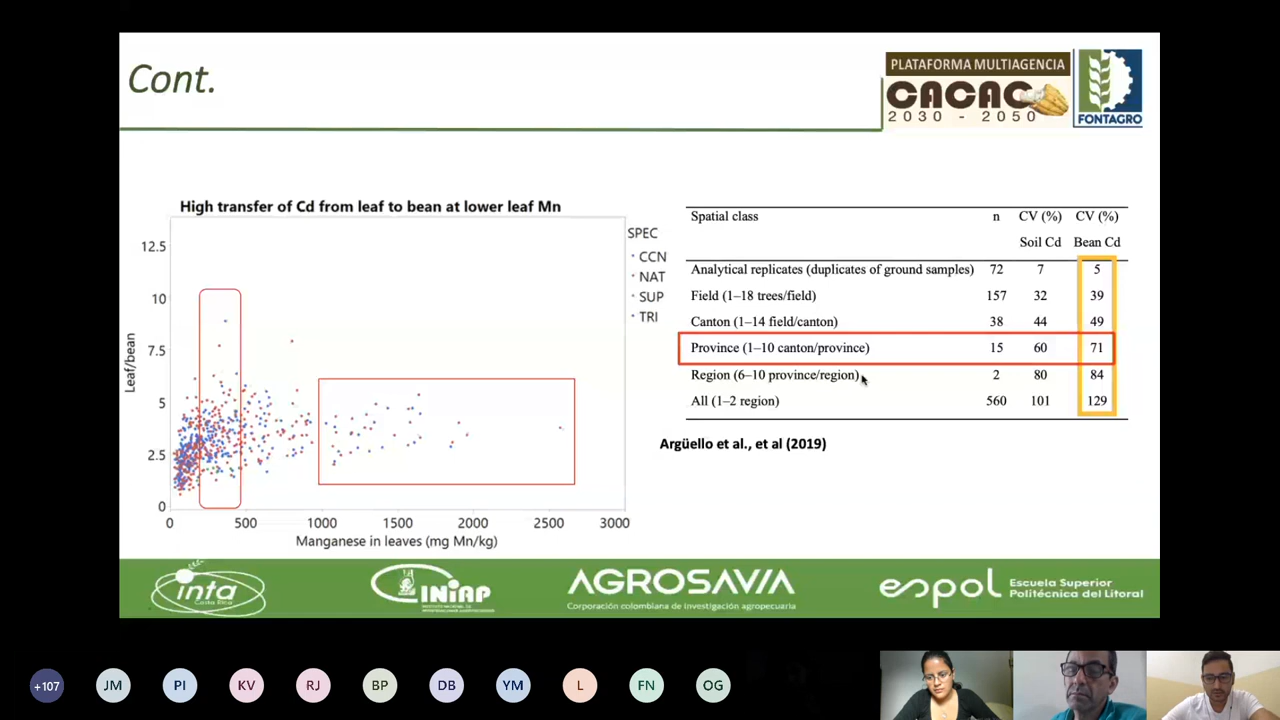 Cont.
PLATAFORMA MULTIAGENCIA
CACAO
2030 - 2050
FONTAGRO
High transfer of Cd from leaf to bean at lower leaf Mn
SPEC
CCN
NAT
SUP
TRI
Leaf/bean
12.5
10
7.5
5
2.5
0
0 500 1000 1500 2000 2500 3000
Manganese in leaves (mg Mn/kg)
Spatial class n CV (%) CV (%)
Soil Cd Bean Cd
Analytical replicates (duplicates of ground samples) 72 7 5
Field (1–18 trees/field) 157 32 39
Canton (1–14 field/canton) 38 44 49
Province (1–10 canton/province) 15 60 71
Region (6–10 province/region) 2 80 84
All (1–2 region) 560 101 129
Argüello et al., et al (2019)
inta
Costa Rica
INIAP
AGROSAVIA
Corporación colombiana de investigación agropecuaria
espol
Escuela Superior
Politécnica del Litoral
+107 JM PI KV RJ BP DB YM L FN OG